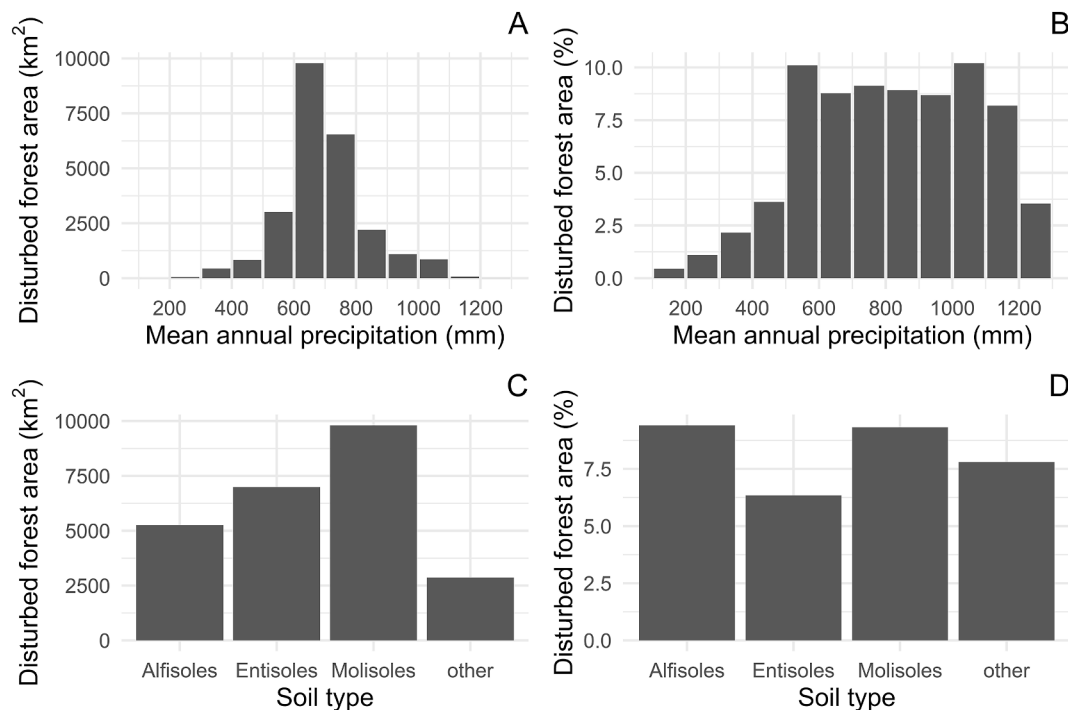 A
Disturbed forest area (km²)
10000
7500
5000
2500
0
200 400 600 800 1000 1200
Mean annual precipitation (mm)
B
Disturbed forest area (%)
10.0
7.5
5.0
2.5
0.0
200 400 600 800 1000 1200
Mean annual precipitation (mm)
C
Disturbed forest area (km²)
10000
7500
5000
2500
0
Alfisoles Entisoles Molisoles other
Soil type
D
Disturbed forest area (%)
7.5
5.0
2.5
0.0
Alfisoles Entisoles Molisoles other
Soil type